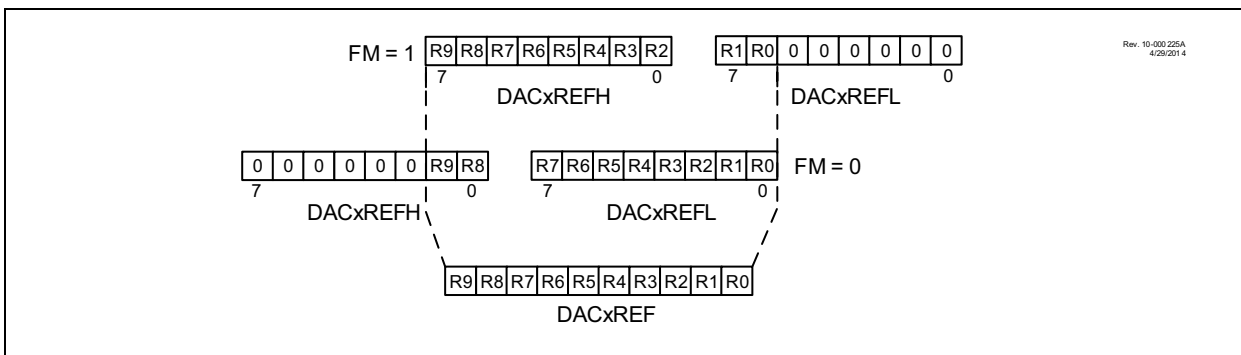 FM = 1 R9 R8 R7 R6 R5 R4 R3 R2 R1 R0 0 0 0 0 0 0
7 0 7 0
DACxREFH DACxREFL
Rev. 10-000 225A
4/29/201 4
0 0 0 0 0 0 R9 R8 R7 R6 R5 R4 R3 R2 R1 R0 FM = 0
7 0 7 0
DACxREFH DACxREFL
R9 R8 R7 R6 R5 R4 R3 R2 R1 R0
DACxREF